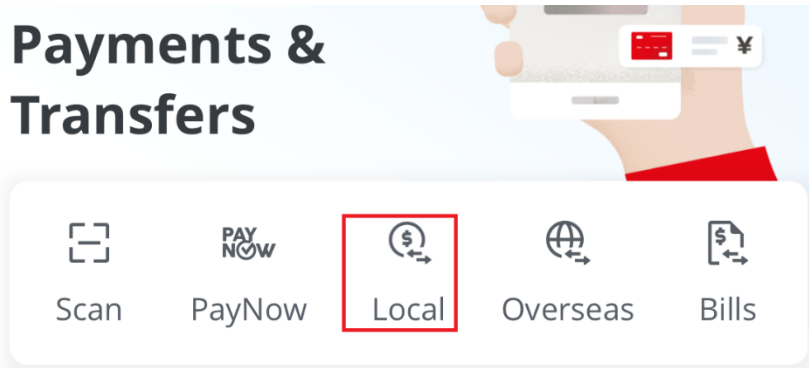 Payments &
Transfers
¥
PAY
NOW
$
$
Scan
PayNow
Local
Overseas
Bills